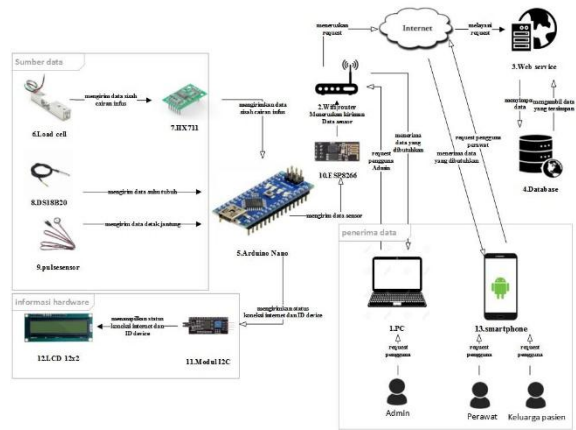 Sumber data
mengirim data sisah
cairan infus
6.Load cell
7.HX711
mengirimkan data
sisah cairan infus
8.DS18B20
mengirim data suhu tubuh
9.pulsesensor
mengirim data detak jantung
5.Arduino Nano
mengirim data sensor
10.ESP8266
2.Wifi router
Meneruskan kiriman
Data sensor
meneruskan
request
Internet
melayani
request
3.Web service
menyimpan
data
mengambil data
yang tersimpan
4.Database
request
pengguna
Admin
menerima
data yang
dibutuhkan
request pengguna
perawat
menerima data
yang dibutuhkan
penerima data
1.PC
request
pengguna
Admin
13.smartphone
request
pengguna
Perawat
request
pengguna
Keluarga pasien
Informasi hardware
mengirimkan status
koneksi internet dan ID device
menampilkan status
koneksi internet dan
ID device
12.LCD 12x2
11.Modul I2C